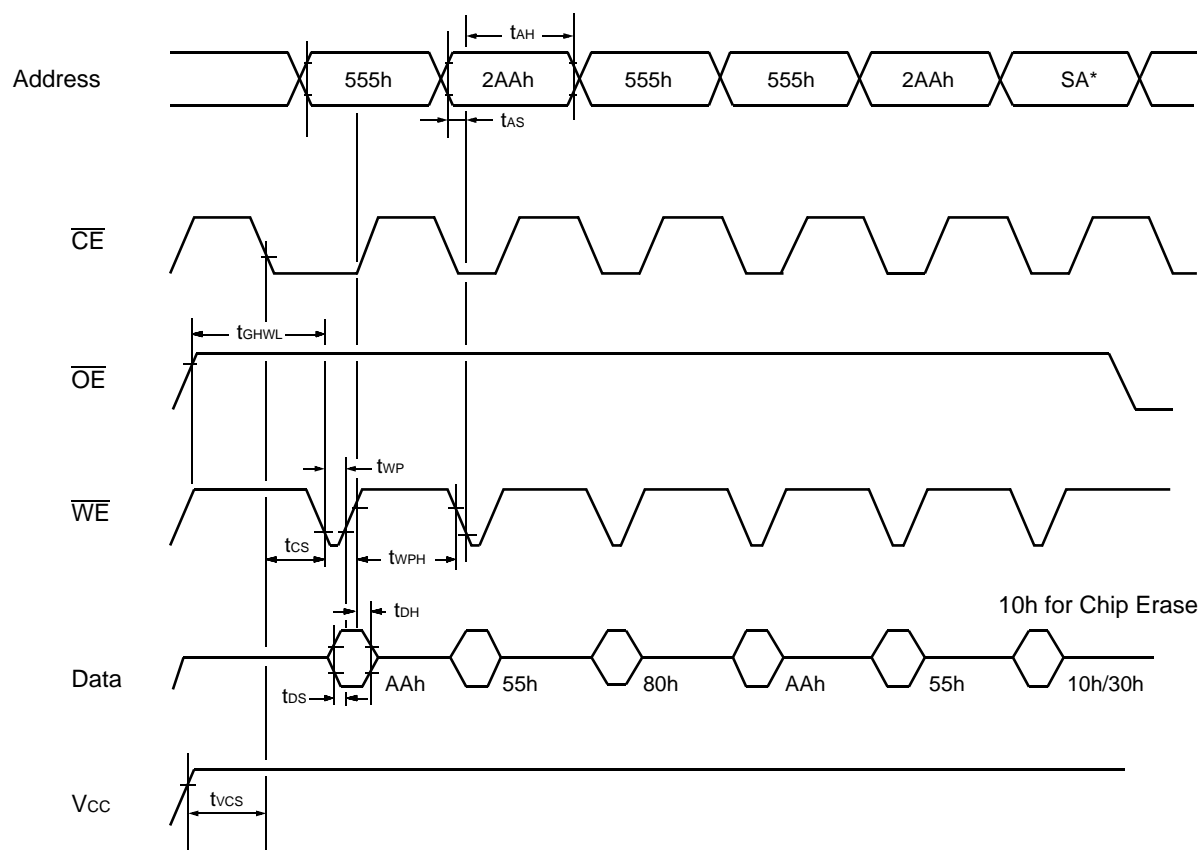 tAH
Address 555h 2AAh 555h 555h 2AAh SA*
tAS
CE
tGHWL
OE
tWP
WE
tCS tWPH
tDH 10h for Chip Erase
Data AAh 55h 80h AAh 55h 10h/30h
tDS
VCC tVCS